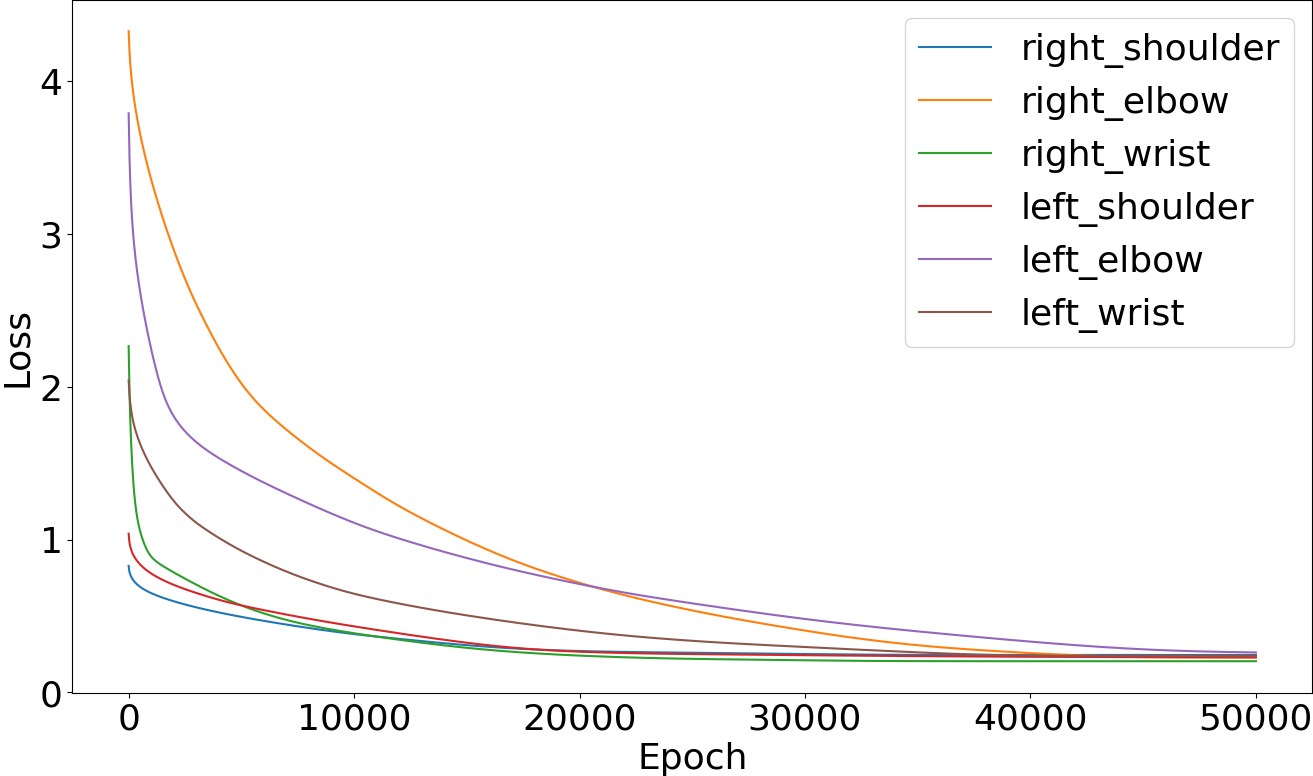 Loss
4
3
2
1
0
0 10000 20000 30000 40000 50000
Epoch
right_shoulder
right_elbow
right_wrist
left_shoulder
left_elbow
left_wrist